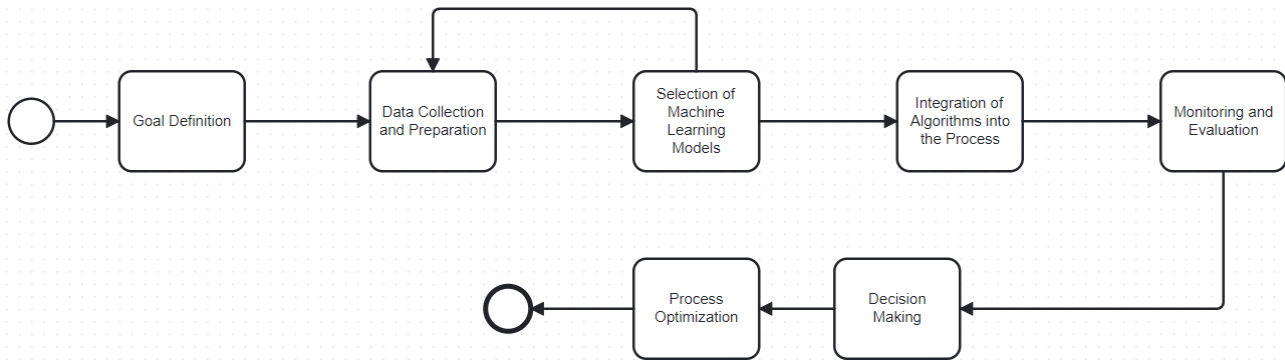 Goal Definition
Data Collection
and Preparation
Selection of
Machine
Learning
Models
Integration of
Algorithms into
the Process
Monitoring and
Evaluation
Process
Optimization
Decision
Making